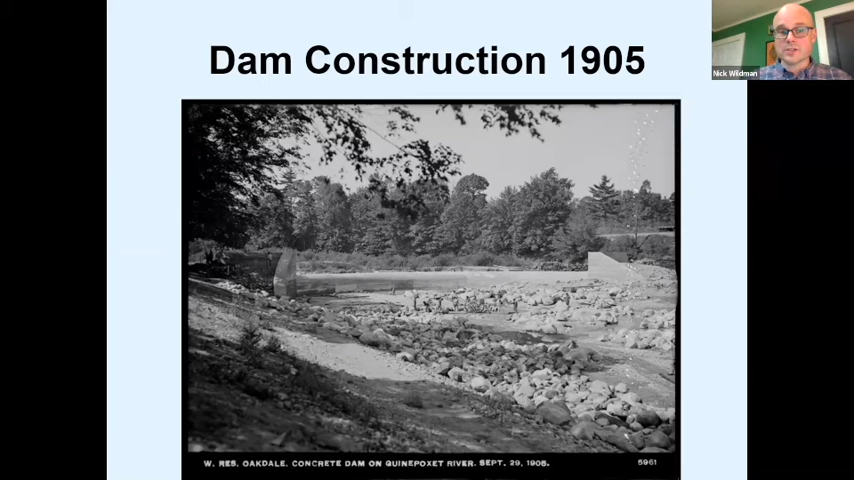 Dam Construction 1905
Nick Wildman
W. RES. OAKDALE. CONCRETE DAM ON QUINEPOXET RIVER. SEPT. 29, 1905.
5961